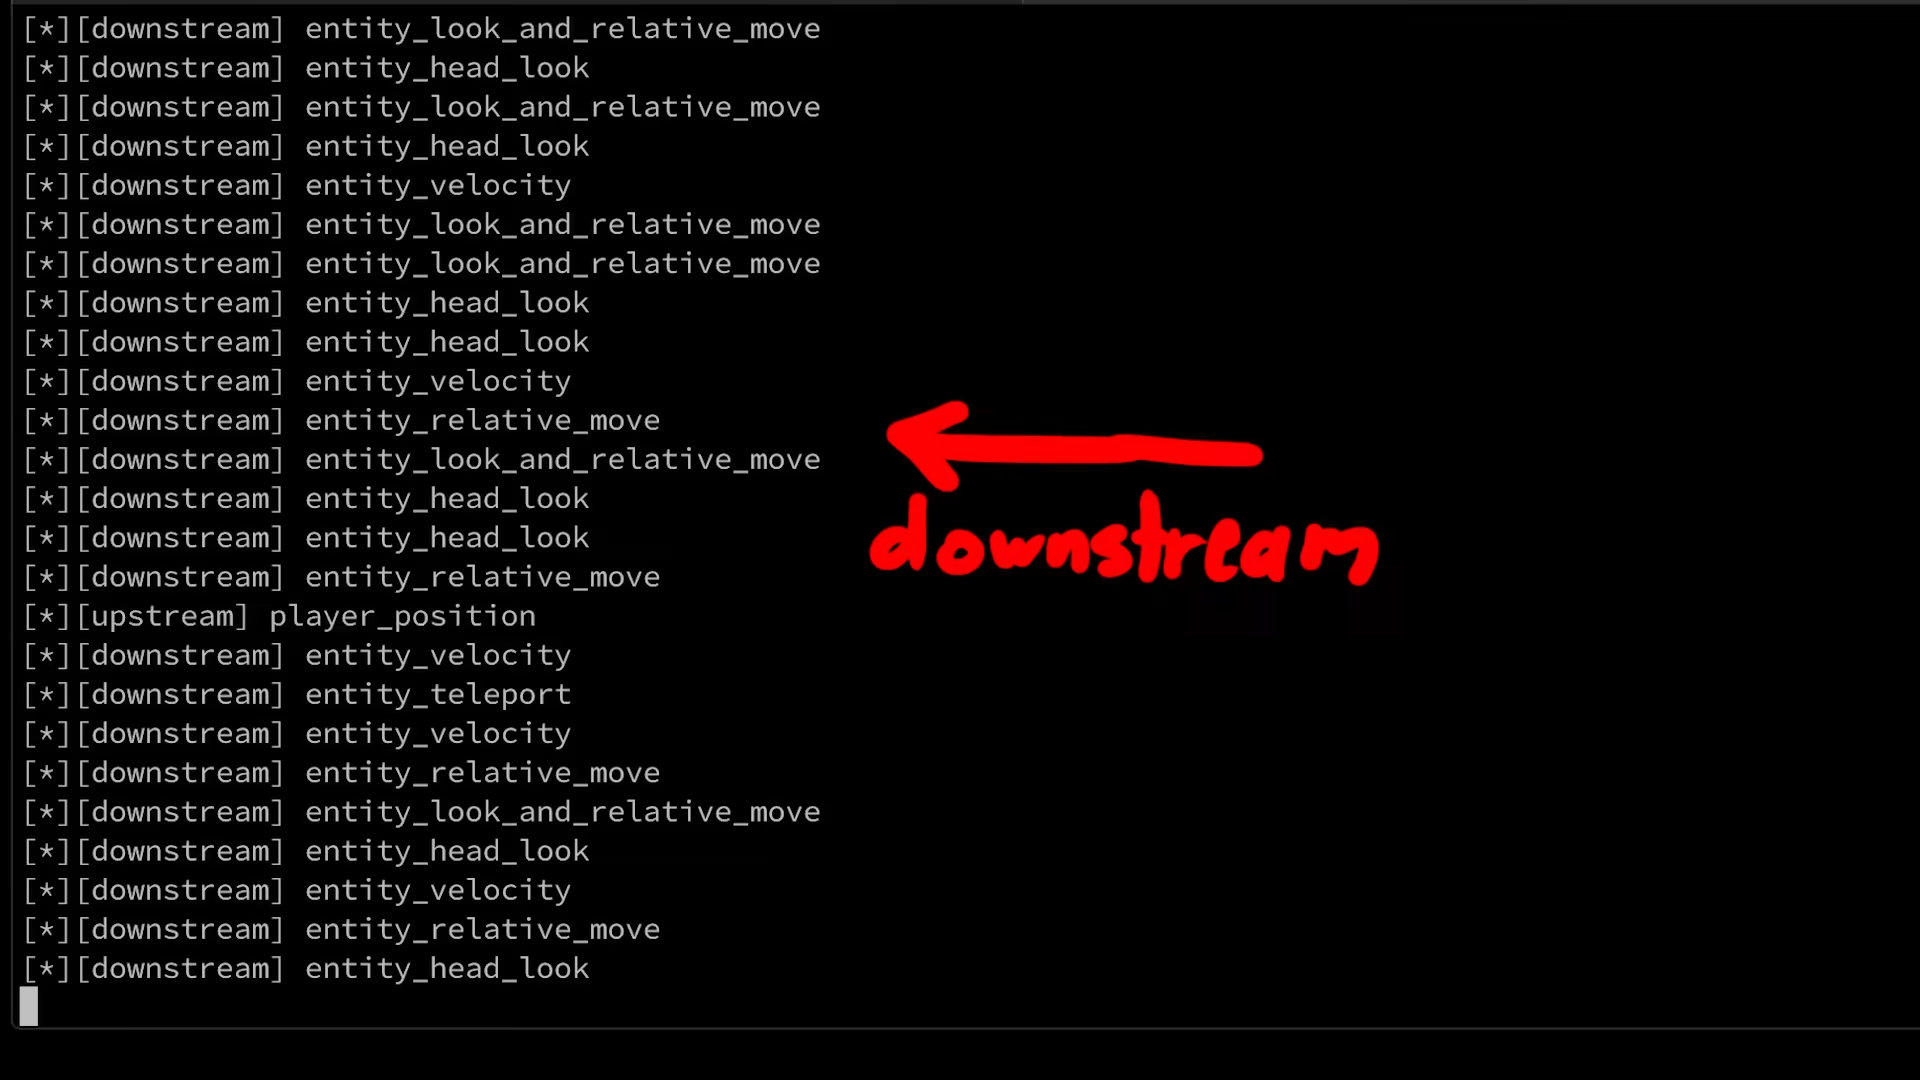 [*][downstream] entity_look_and_relative_move
[*][downstream] entity_head_look
[*][downstream] entity_look_and_relative_move
[*][downstream] entity_head_look
[*][downstream] entity_velocity
[*][downstream] entity_look_and_relative_move
[*][downstream] entity_look_and_relative_move
[*][downstream] entity_head_look
[*][downstream] entity_head_look
[*][downstream] entity_velocity
[*][downstream] entity_relative_move
[*][downstream] entity_look_and_relative_move
[*][downstream] entity_head_look
[*][downstream] entity_head_look
[*][downstream] entity_relative_move
[*][upstream] player_position
[*][downstream] entity_velocity
[*][downstream] entity_teleport
[*][downstream] entity_velocity
[*][downstream] entity_relative_move
[*][downstream] entity_look_and_relative_move
[*][downstream] entity_head_look
[*][downstream] entity_velocity
[*][downstream] entity_relative_move
[*][downstream] entity_head_look
downstream